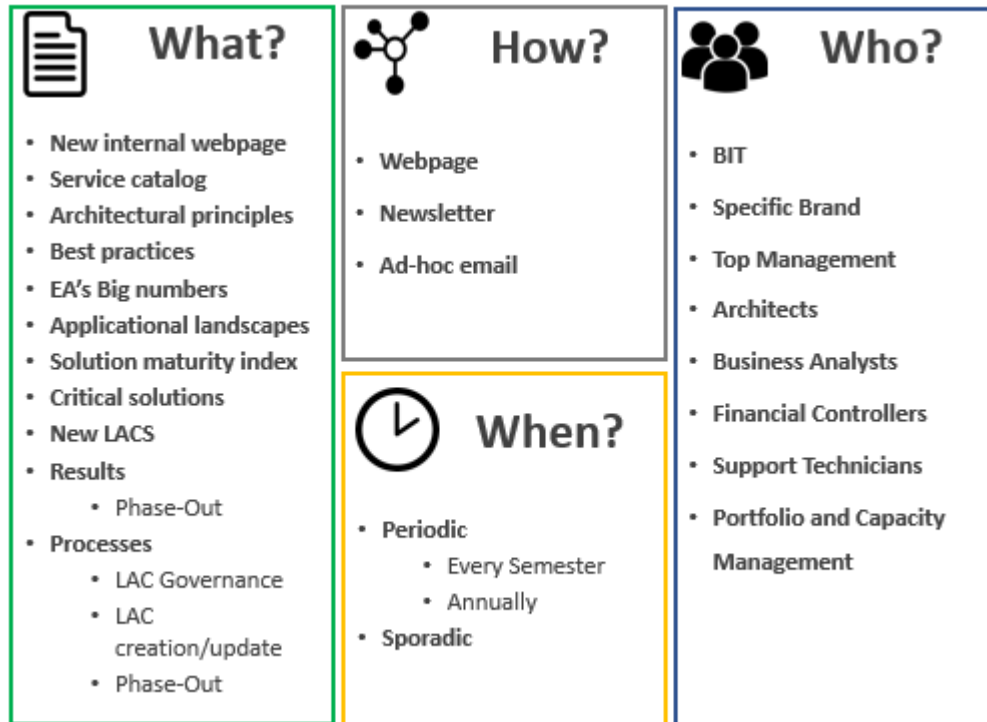 What?
• New internal webpage
• Service catalog
• Architectural principles
• Best practices
• EA's Big numbers
• Applicational landscapes
• Solution maturity index
• Critical solutions
• New LACS
• Results
• Phase-Out
• Processes
• LAC Governance
• LAC
creation/update
• Phase-Out
How?
• Webpage
• Newsletter
• Ad-hoc email
When?
• Periodic
• Every Semester
• Annually
• Sporadic
Who?
• BIT
• Specific Brand
• Top Management
• Architects
• Business Analysts
• Financial Controllers
• Support Technicians
• Portfolio and Capacity
Management